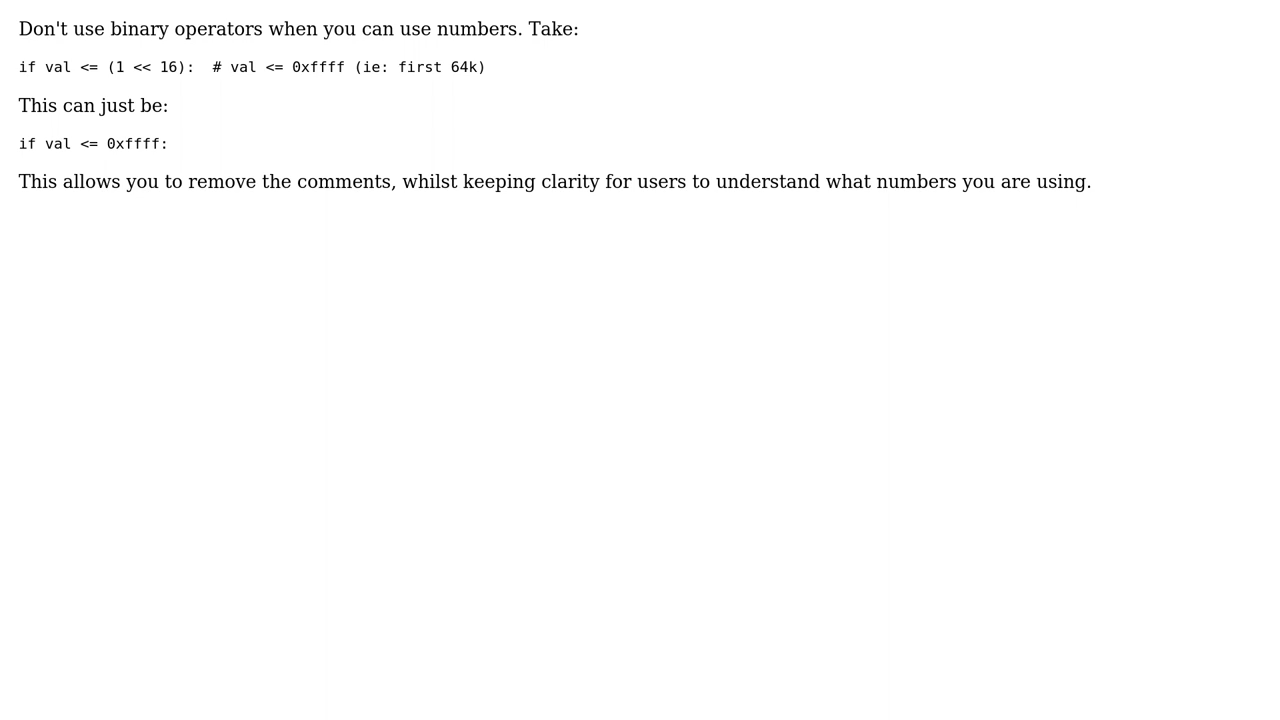 Don't use binary operators when you can use numbers. Take:
if val <= (1 << 16):  # val <= 0xffff (ie: first 64k)
This can just be:
if val <= 0xffff:
This allows you to remove the comments, whilst keeping clarity for users to understand what numbers you are using.